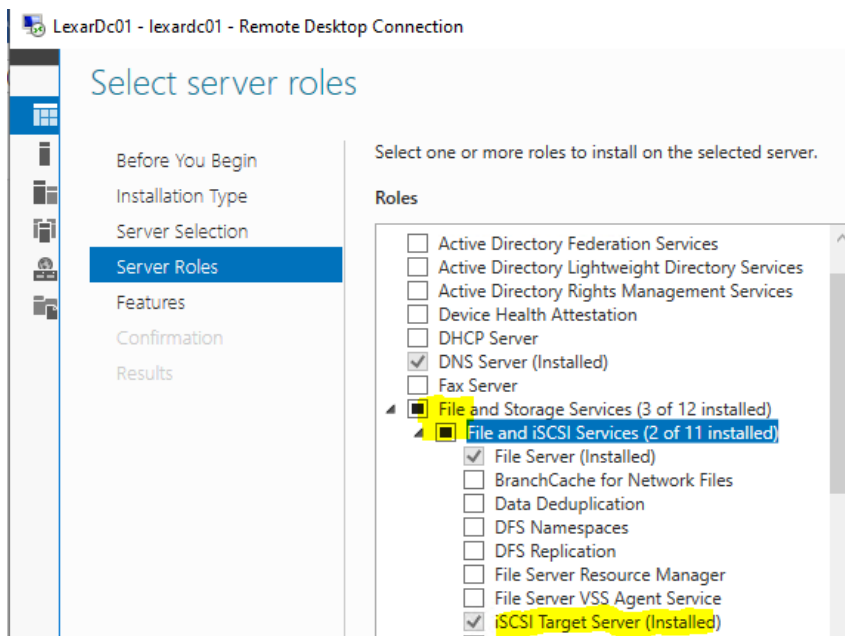 LexarDc01 - lexardc01 - Remote Desktop Connection
Select server roles
Before You Begin
Installation Type
Server Selection
Server Roles
Features
Confirmation
Results
Select one or more roles to install on the selected server.
Roles
Active Directory Federation Services
Active Directory Lightweight Directory Services
Active Directory Rights Management Services
Device Health Attestation
DHCP Server
DNS Server (Installed)
Fax Server
File and Storage Services (3 of 12 installed)
File and iSCSI Services (2 of 11 installed)
File Server (Installed)
BranchCache for Network Files
Data Deduplication
DFS Namespaces
DFS Replication
File Server Resource Manager
File Server VSS Agent Service
iSCSI Target Server (Installed)